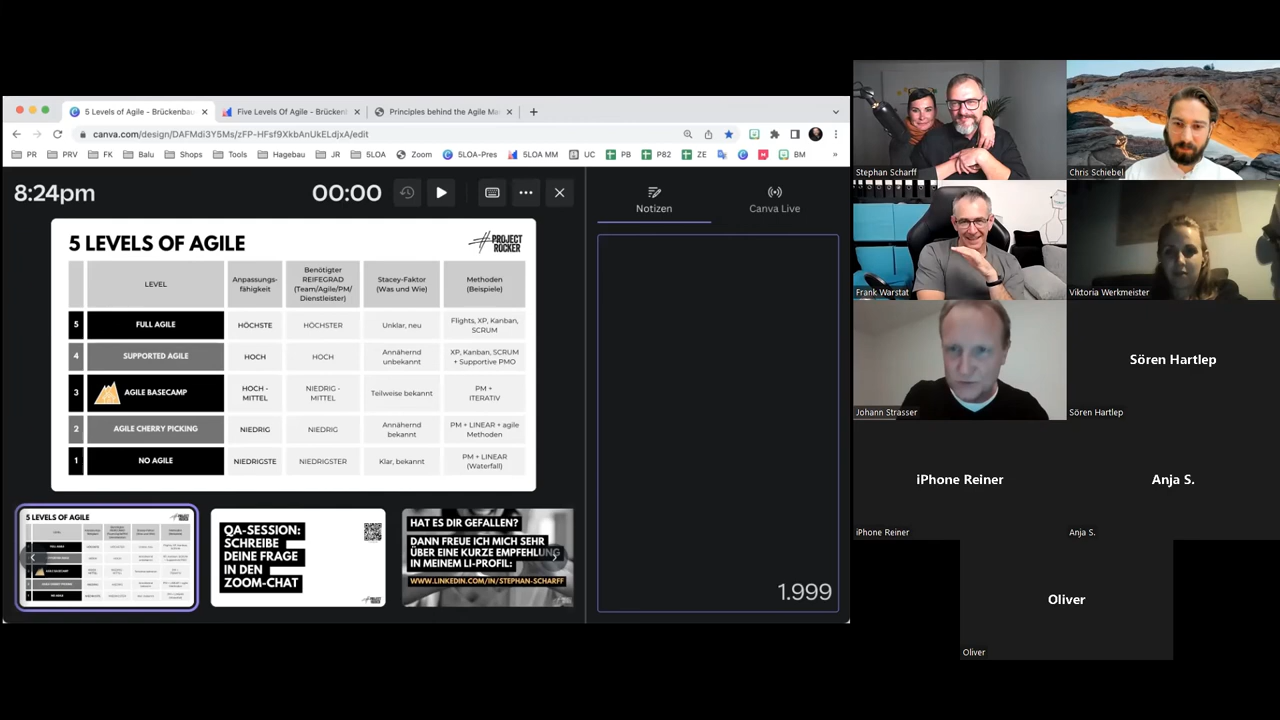 5 Levels of Agile - Brückenbau
Five Levels Of Agile - Brückenb
Principles behind the Agile Ma
canva.com/design/DAFMdi3Y5Ms/zFP-HFsf9XkbAnUkELdjxA/edit
PR PRV FK Balu Shops Tools Hagebau JR 5LOA Zoom 5LOA-Pres 5LOA MM UC PB P82 ZE BM »
8:24pm
00:00
Notizen
Canva Live
5 LEVELS OF AGILE
#PROJECT
ROCKER
LEVEL
Anpassungs-
fähigkeit
Benötigter
REIFEGRAD
(Team/Agile/PM/
Dienstleister)
Stacey-Faktor
(Was und Wie)
Methoden
(Beispiele)
5 FULL AGILE HÖCHSTE HÖCHSTER Unklar, neu Flights, XP, Kanban,
SCRUM
4 SUPPORTED AGILE HOCH HOCH Annähernd
unbekannt
XP, Kanban, SCRUM
+ Supportive PMO
3 AGILE BASECAMP HOCH -
MITTEL
NIEDRIG -
MITTEL
Teilweise bekannt
PM +
ITERATIV
2 AGILE CHERRY PICKING NIEDRIG NIEDRIG Annähernd
bekannt
PM + LINEAR + agile
Methoden
1 NO AGILE NIEDRIGSTE NIEDRIGSTER Klar, bekannt PM + LINEAR
(Waterfall)
5 LEVELS OF AGILE
QA-SESSION:
SCHREIBE
DEINE FRAGE
IN DEN
ZOOM-CHAT
HAT ES DIR GEFALLEN?
DANN FREUE ICH MICH SEHR
ÜBER EINE KURZE EMPFEHLUNG
IN MEINEM LI-PROFIL:
WWW.LINKEDIN.COM/IN/STEPHAN-SCHARFF
1.999
Stephan Scharff
Chris Schiebel
Frank Warstat
Viktoria Werkmeister
Johann Strasser
Sören Hartlep
Sören Hartlep
iPhone Reiner
iPhone Reiner
Anja S.
Anja S.
Oliver
Oliver